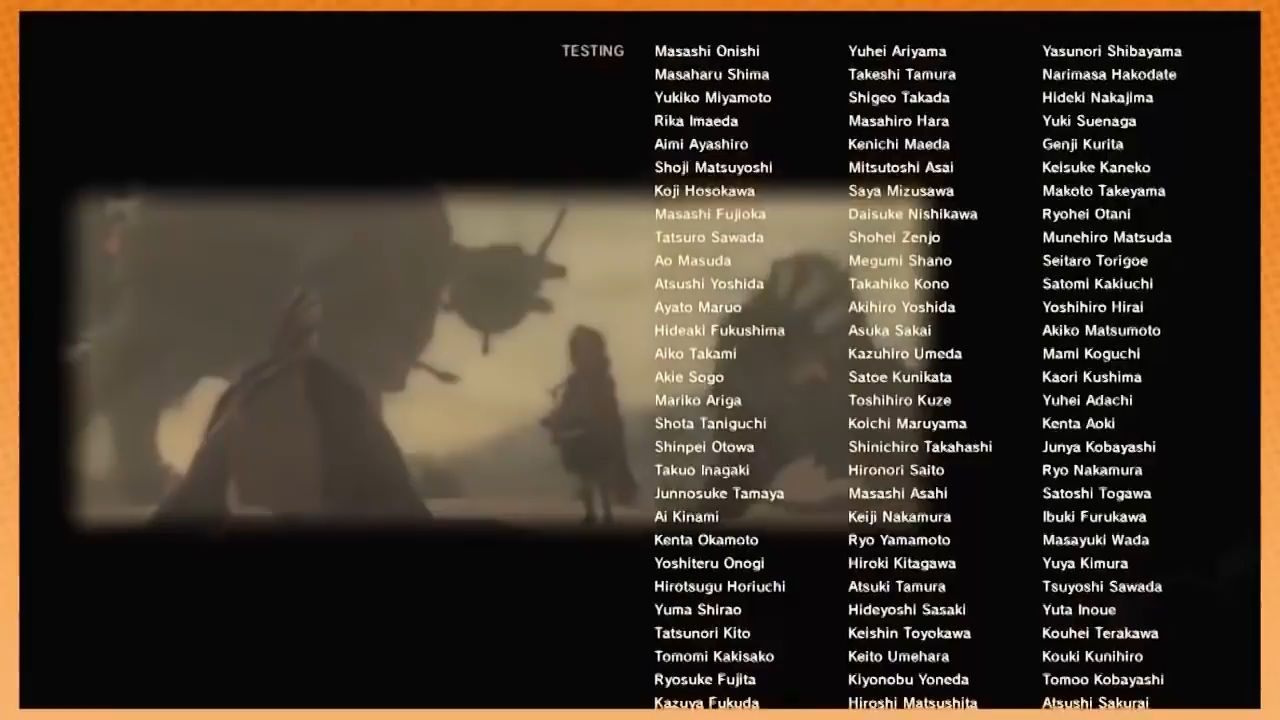 TESTING Masashi Onishi Yuhei Ariyama Yasunori Shibayama
Masaharu Shima Takeshi Tamura Narimasa Hakodate
Yukiko Miyamoto Shigeo Takada Hideki Nakajima
Rika Imaeda Masahiro Hara Yuki Suenaga
Aimi Ayashiro Kenichi Maeda Genji Kurita
Shoji Matsuyoshi Mitsutoshi Asai Keisuke Kaneko
Koji Hosokawa Saya Mizusawa Makoto Takeyama
Masashi Fujioka Daisuke Nishikawa Ryohei Otani
Tatsuro Sawada Shohei Zenjo Munehiro Matsuda
Ao Masuda Megumi Shano Seitaro Torigoe
Atsushi Yoshida Takahiko Kono Satomi Kakiuchi
Ayato Maruo Akihiro Yoshida Yoshihiro Hirai
Hideaki Fukushima Asuka Sakai Akiko Matsumoto
Aiko Takami Kazuhiro Umeda Mami Koguchi
Akie Sogo Satoe Kunikata Kaori Kushima
Mariko Ariga Toshihiro Kuze Yuhei Adachi
Shota Taniguchi Koichi Maruyama Kenta Aoki
Shinpei Otowa Shinichiro Takahashi Junya Kobayashi
Takuo Inagaki Hironori Saito Ryo Nakamura
Junnosuke Tamaya Masashi Asahi Satoshi Togawa
Ai Kinami Keiji Nakamura Ibuki Furukawa
Kenta Okamoto Ryo Yamamoto Masayuki Wada
Yoshiteru Onogi Hiroki Kitagawa Yuya Kimura
Hirotsugu Horiuchi Atsuki Tamura Tsuyoshi Sawada
Yuma Shirao Hideyoshi Sasaki Yuta Inoue
Tatsunori Kito Keishin Toyokawa Kouhei Terakawa
Tomomi Kakisako Keito Umehara Kouki Kunihiro
Ryosuke Fujita Kiyonobu Yoneda Tomoo Kobayashi
Kazuya Fukuda Hiroshi Matsushita Atsushi Sakurai